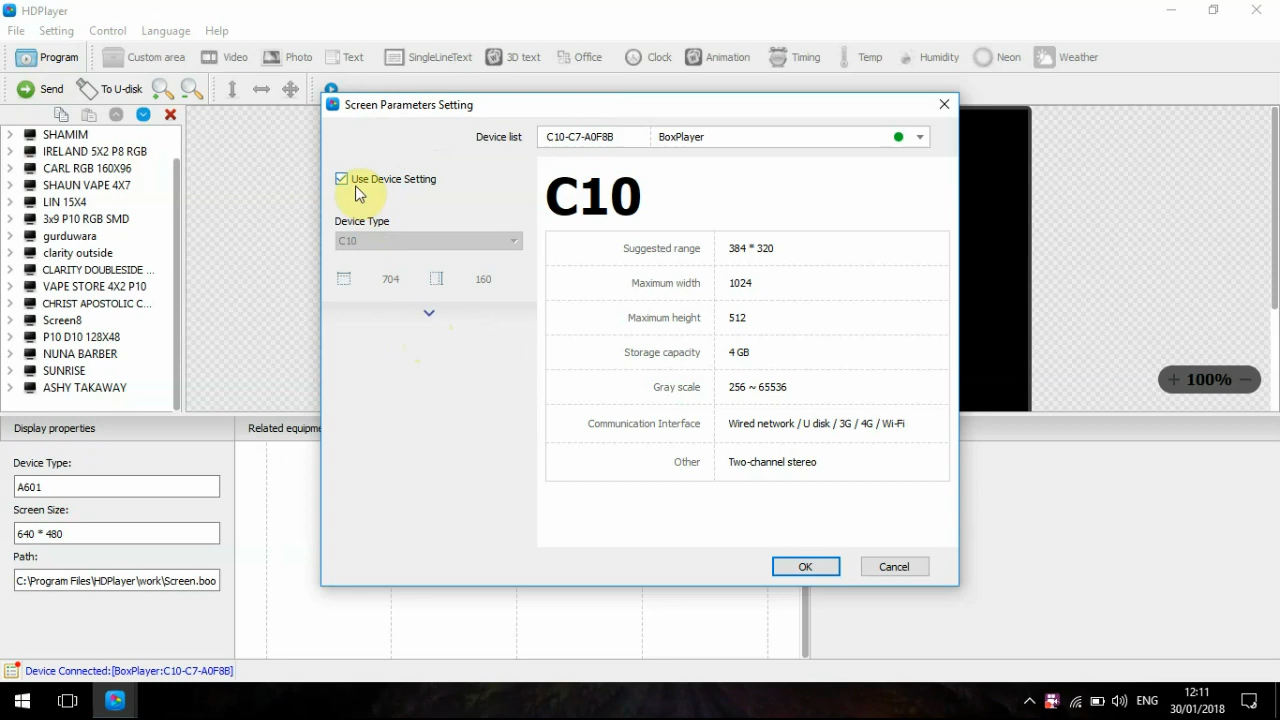 HDPlayer
File Setting Control Language Help
Program Custom area Video Photo Text SingleLineText 3D text Office Clock Animation Timing Temp Humidity Neon Weather
Send To U-disk
SHAMIM
IRELAND 5X2 P8 RGB
CARL RGB 160X96
SHAUN VAPE 4X7
LIN 15X4
3x9 P10 RGB SMD
gurduwara
clarity outside
CLARITY DOUBLESIDE ...
VAPE STORE 4X2 P10
CHRIST APOSTOLIC C...
Screen8
P10 D10 128X48
NUNA BARBER
SUNRISE
ASHY TAKAWAY
Screen Parameters Setting
Device list C10-C7-A0F8B BoxPlayer
Use Device Setting
Device Type
C10
704 160
C10
Suggested range 384 * 320
Maximum width 1024
Maximum height 512
Storage capacity 4 GB
Gray scale 256 ~ 65536
Communication Interface Wired network / U disk / 3G / 4G / Wi-Fi
Other Two-channel stereo
OK Cancel
+ 100% −
Display properties Related equipme
Device Type:
A601
Screen Size:
640 * 480
Path:
C:\Program Files\HDPlayer\work\Screen.boo
Device Connected:[BoxPlayer:C10-C7-A0F8B]
ENG
12:11
30/01/2018